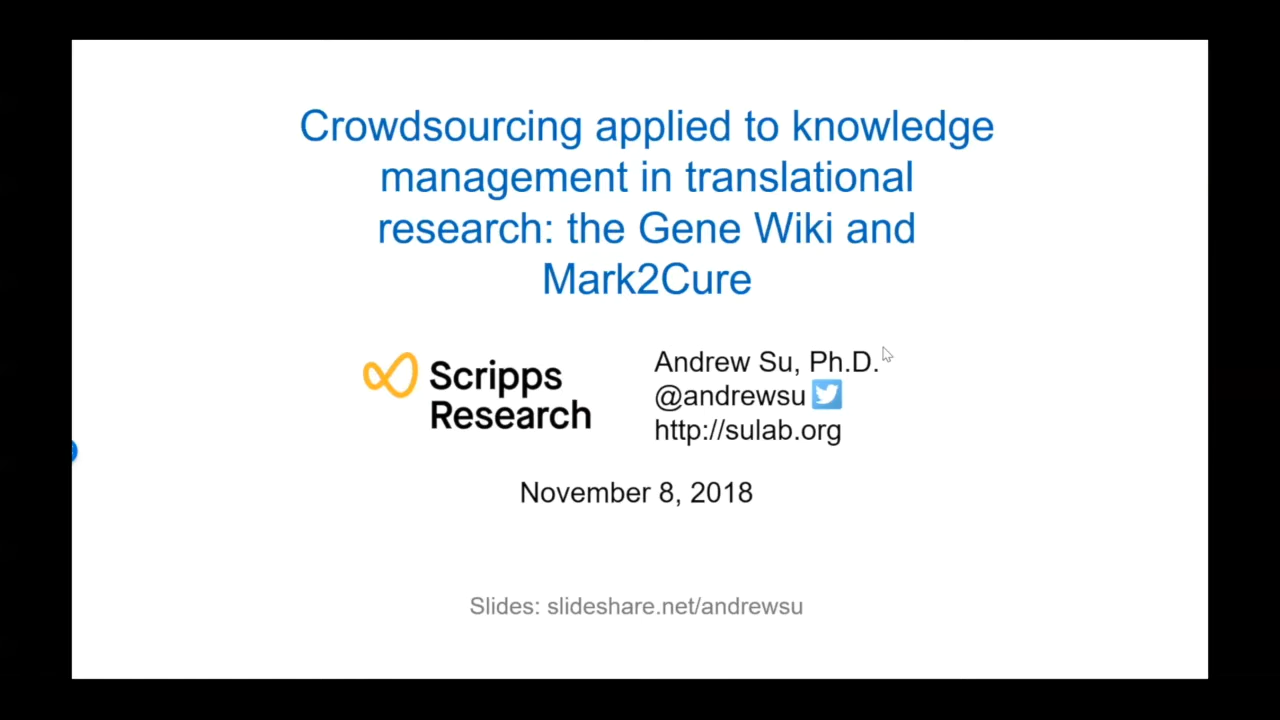 Crowdsourcing applied to knowledge
management in translational
research: the Gene Wiki and
Mark2Cure
Scripps
Research
Andrew Su, Ph.D.
@andrewsu
http://sulab.org
November 8, 2018
Slides: slideshare.net/andrewsu